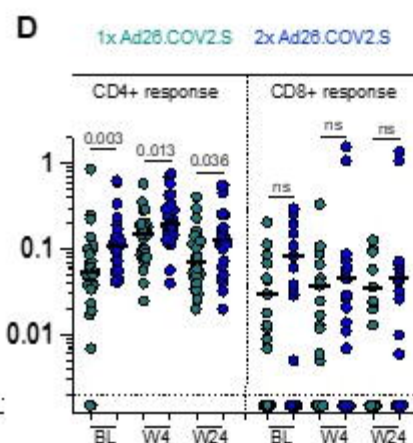 D
1x Ad26.COV2.S 2x Ad26.COV2.S
CD4+ response CD8+ response
0.003 0.013 0.036 ns ns ns
1
0.1
0.01
BL W4 W24 BL W4 W24